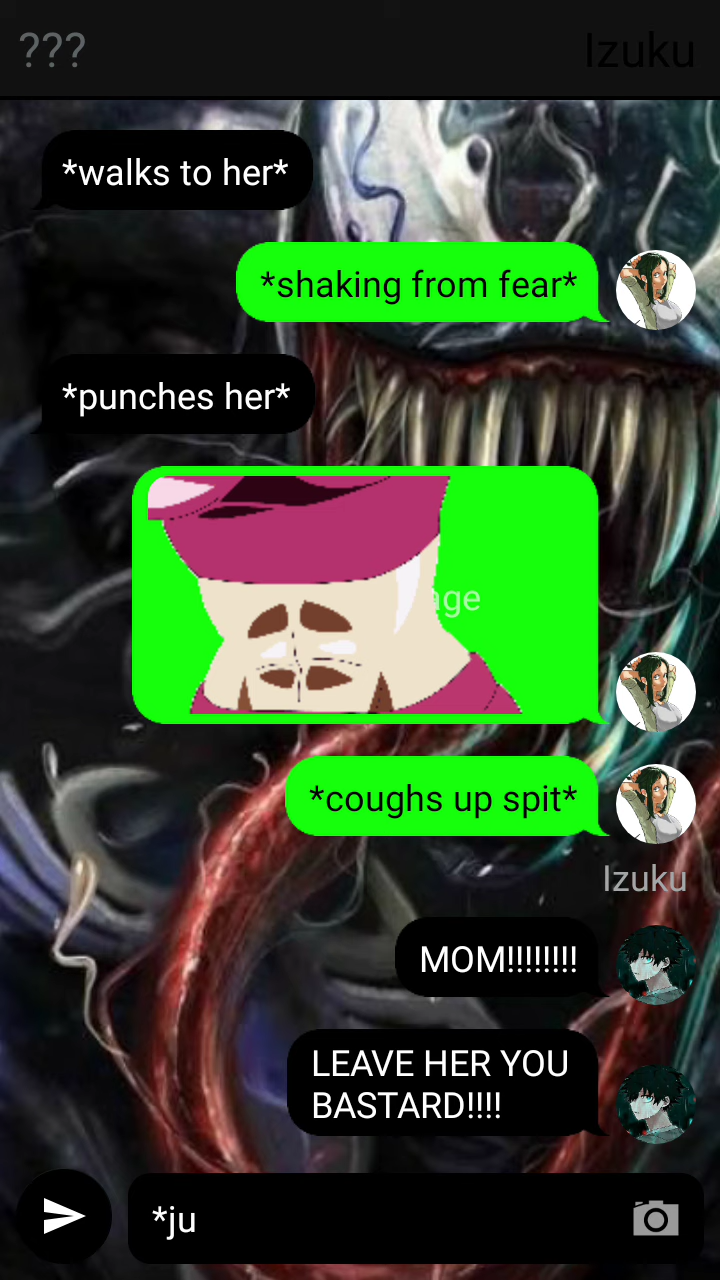 ??? Izuku
*walks to her*
*shaking from fear*
*punches her*
*coughs up spit*
Izuku
MOM!!!!!!!!
LEAVE HER YOU
BASTARD!!!!
*ju